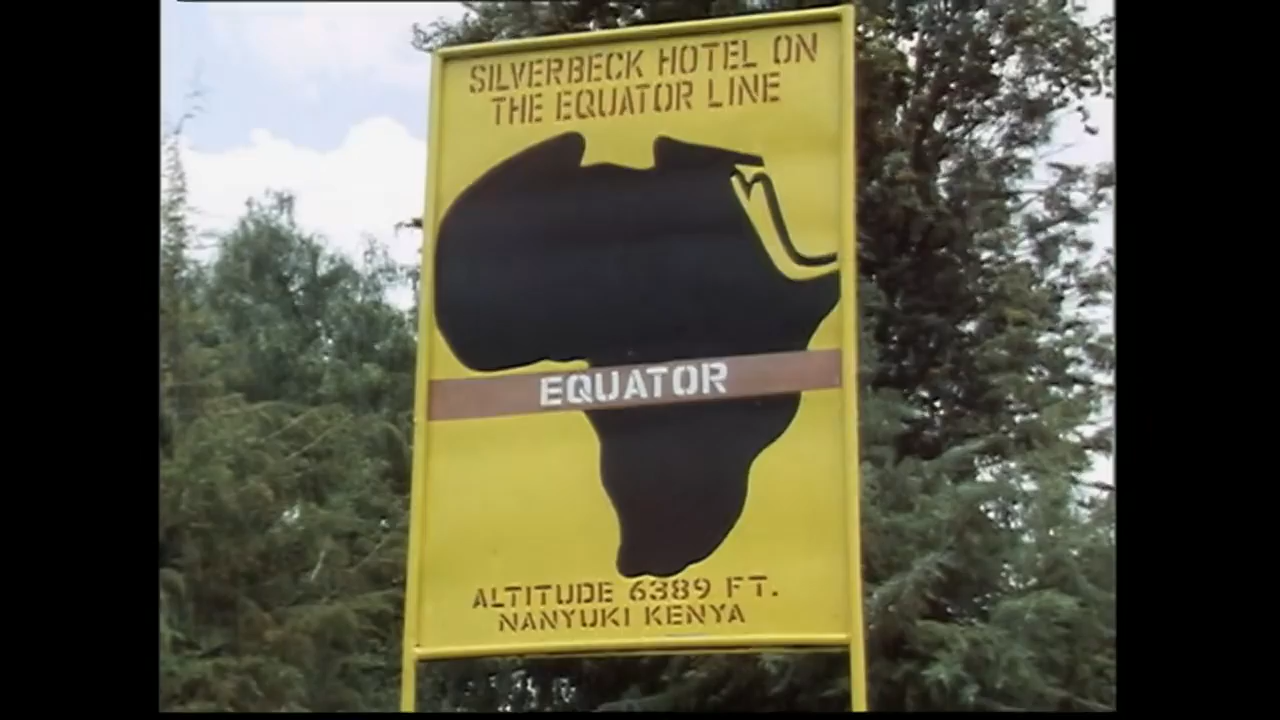 SILVERBECK HOTEL ON
THE EQUATOR LINE
EQUATOR
ALTITUDE 6389 FT.
NANYUKI KENYA